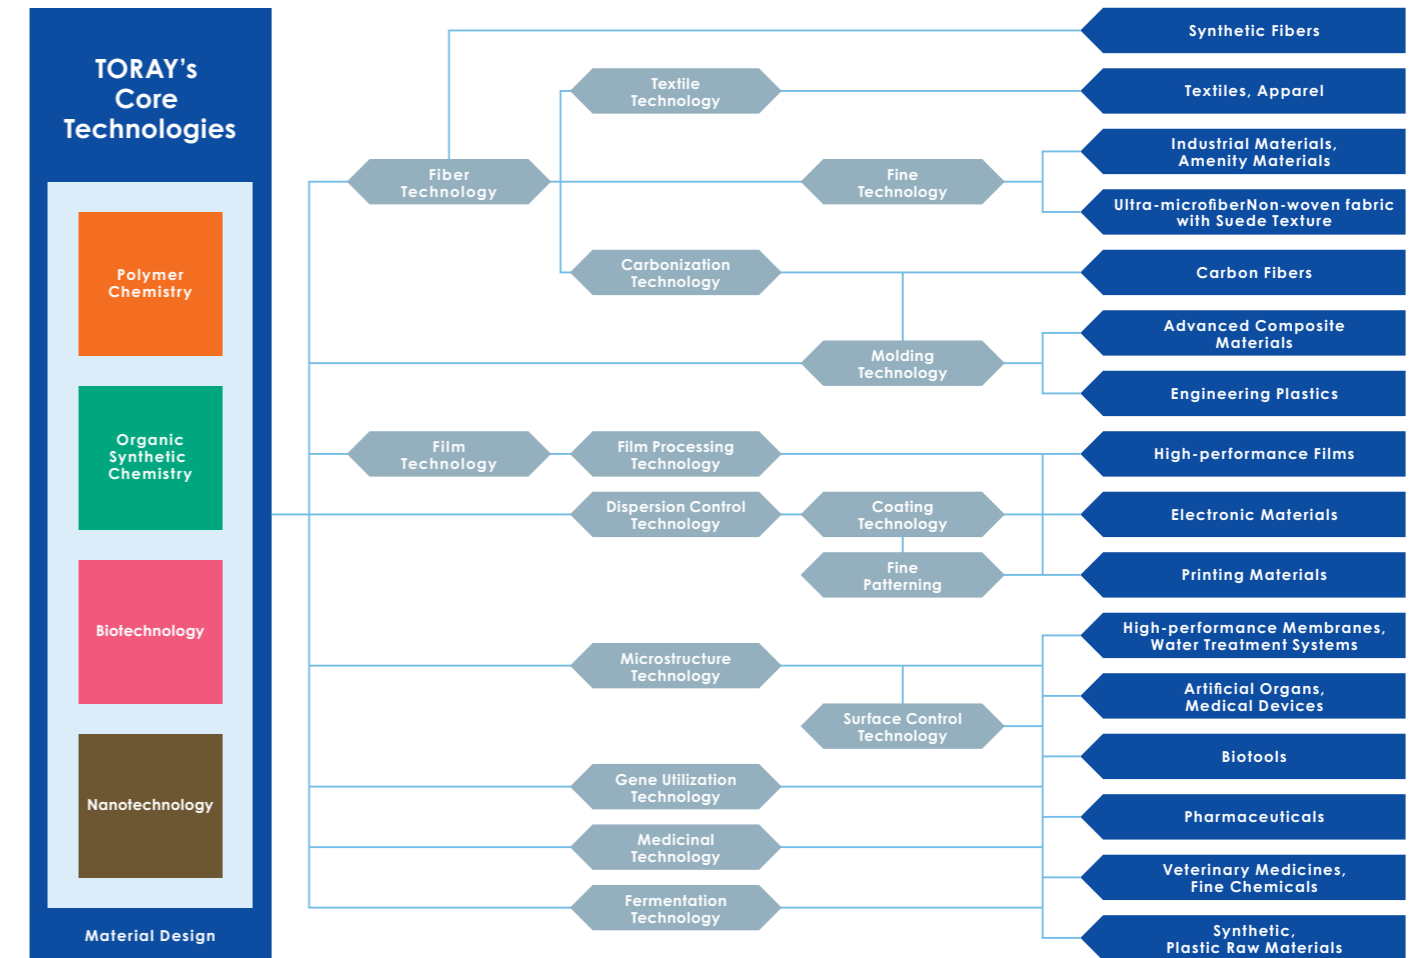 TORAY's
Core
Technologies
Polymer
Chemistry
Organic
Synthetic
Chemistry
Biotechnology
Nanotechnology
Material Design
Fiber
Technology
Film
Technology
Textile
Technology
Carbonization
Technology
Film Processing
Technology
Dispersion Control
Technology
Microstructure
Technology
Gene Utilization
Technology
Medicinal
Technology
Fermentation
Technology
Fine
Technology
Molding
Technology
Coating
Technology
Fine
Patterning
Surface Control
Technology
Synthetic Fibers
Textiles, Apparel
Industrial Materials,
Amenity Materials
Ultra-microfiberNon-woven fabric
with Suede Texture
Carbon Fibers
Advanced Composite
Materials
Engineering Plastics
High-performance Films
Electronic Materials
Printing Materials
High-performance Membranes,
Water Treatment Systems
Artificial Organs,
Medical Devices
Biotools
Pharmaceuticals
Veterinary Medicines,
Fine Chemicals
Synthetic,
Plastic Raw Materials